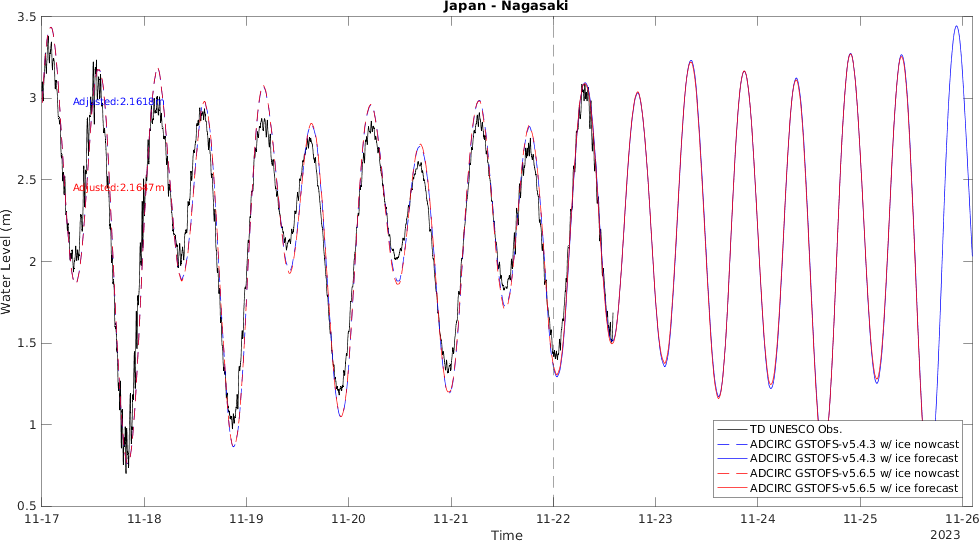 Japan - Nagasaki
3.5
3
2.5
2
1.5
1
0.5
Water Level (m)
Adjusted:2.1618m
Adjusted:2.1647m
TD UNESCO Obs.
ADCIRC GSTOFS-v5.4.3 w/ ice nowcast
ADCIRC GSTOFS-v5.4.3 w/ ice forecast
ADCIRC GSTOFS-v5.6.5 w/ ice nowcast
ADCIRC GSTOFS-v5.6.5 w/ ice forecast
11-17 11-18 11-19 11-20 11-21 11-22 11-23 11-24 11-25 11-26
2023
Time